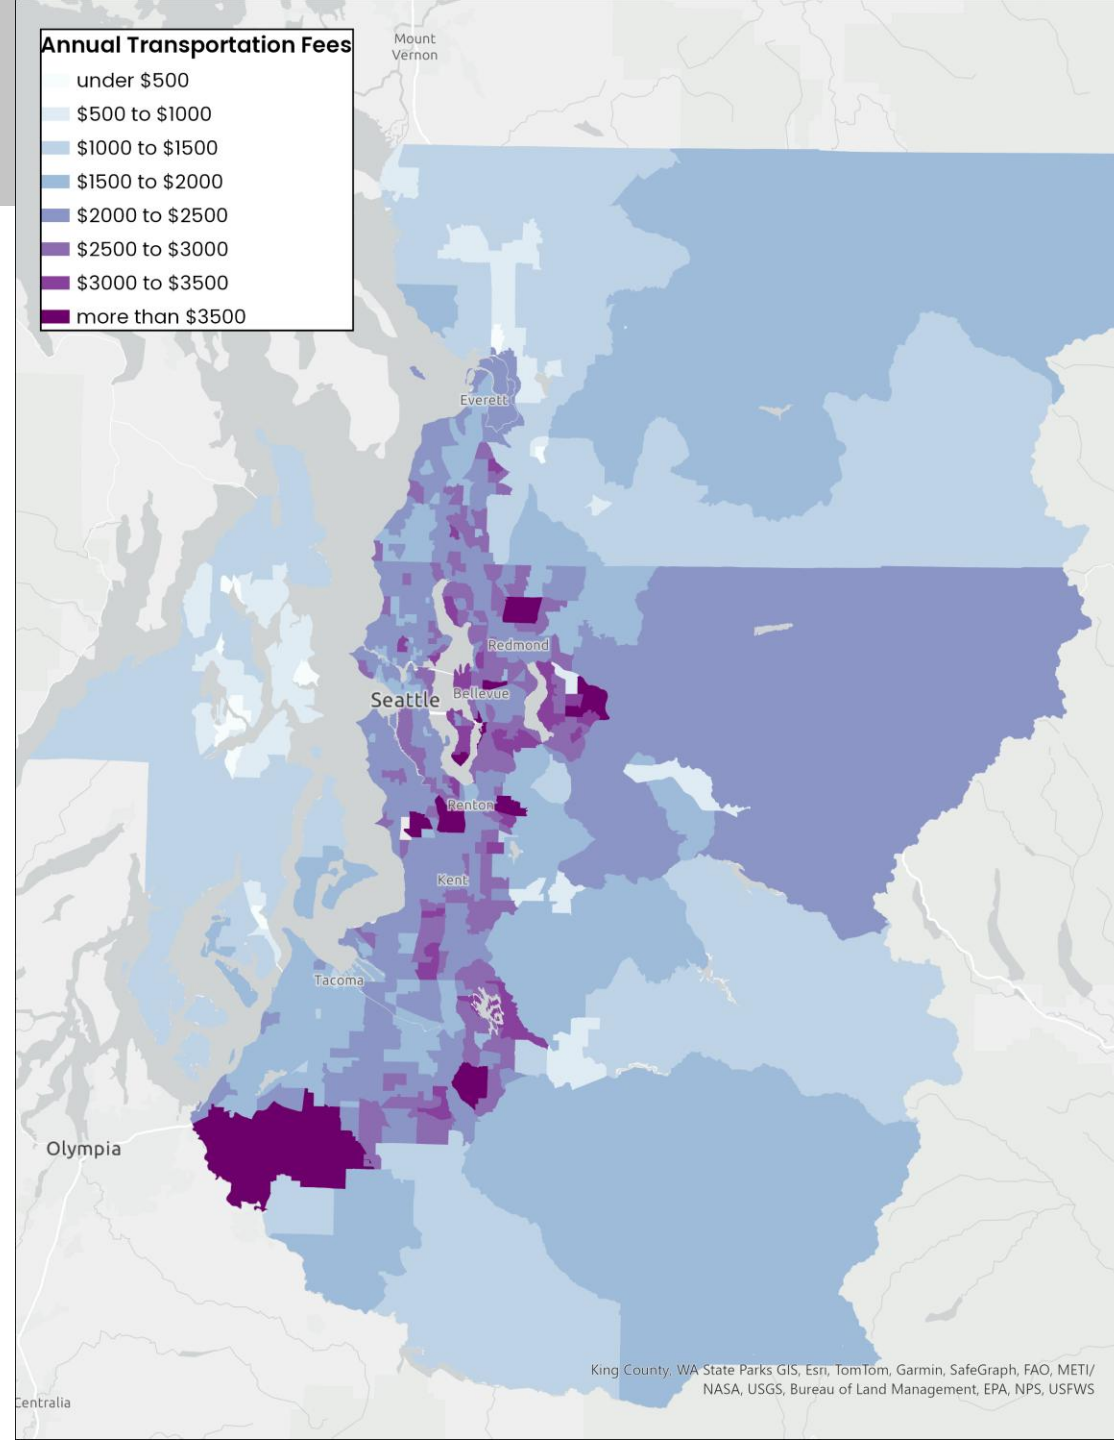 Annual Transportation Fees
under $500
$500 to $1000
$1000 to $1500
$1500 to $2000
$2000 to $2500
$2500 to $3000
$3000 to $3500
more than $3500
Mount
Vernon
Everett
Redmond
Seattle
Bellevue
Renton
Kent
Tacoma
Olympia
Centralia
King County, WA State Parks GIS, Esri, TomTom, Garmin, SafeGraph, FAO, METI/
NASA, USGS, Bureau of Land Management, EPA, NPS, USFWS